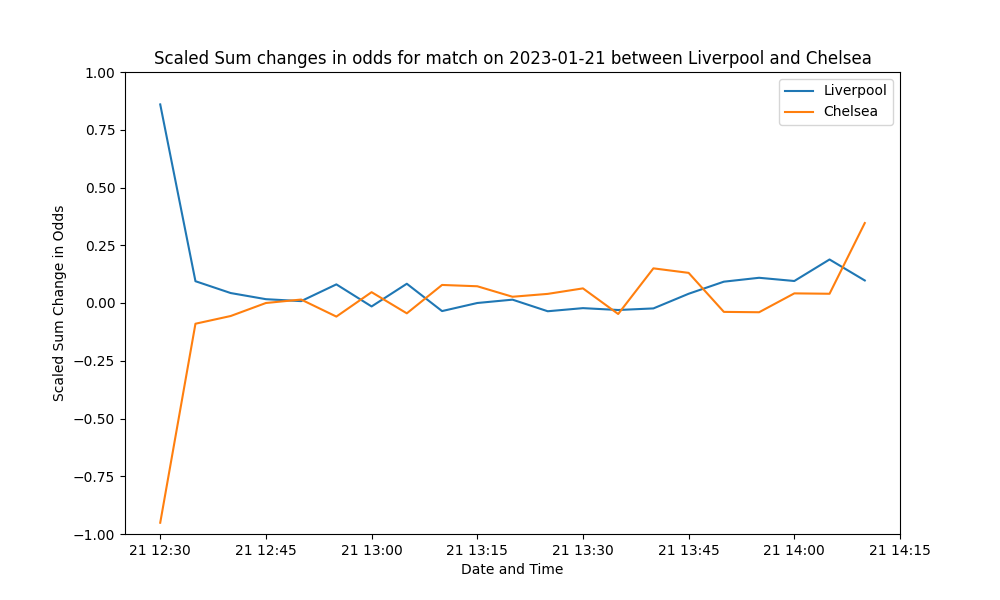 Scaled Sum changes in odds for match on 2023-01-21 between Liverpool and Chelsea
Liverpool
Chelsea
Scaled Sum Change in Odds
1.00
0.75
0.50
0.25
0.00
−0.25
−0.50
−0.75
−1.00
21 12:30 21 12:45 21 13:00 21 13:15 21 13:30 21 13:45 21 14:00 21 14:15
Date and Time